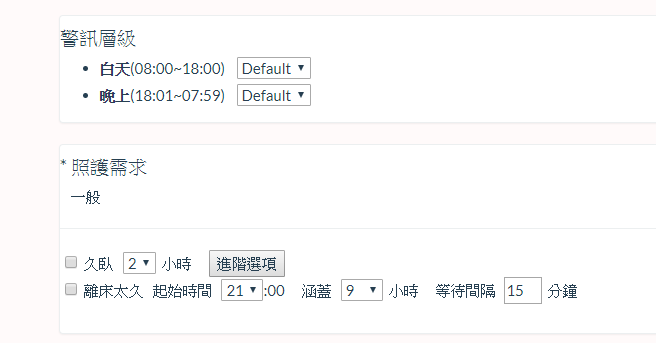 警訊層級
白天(08:00~18:00) Default
晚上(18:01~07:59) Default
* 照護需求
一般
久臥 2 小時 進階選項
離床太久 起始時間 21 :00 涵蓋 9 小時 等待間隔 15 分鐘